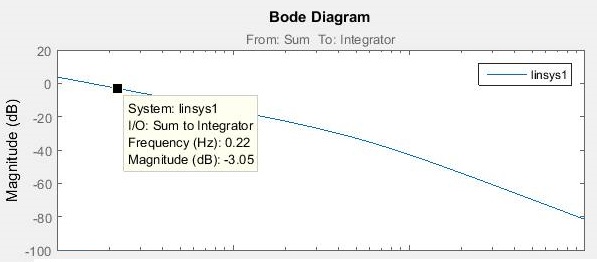 Bode Diagram
From: Sum To: Integrator
20
0
-20
-40
-60
-80
-100
Magnitude (dB)
linsys1
System: linsys1
I/O: Sum to Integrator
Frequency (Hz): 0.22
Magnitude (dB): -3.05